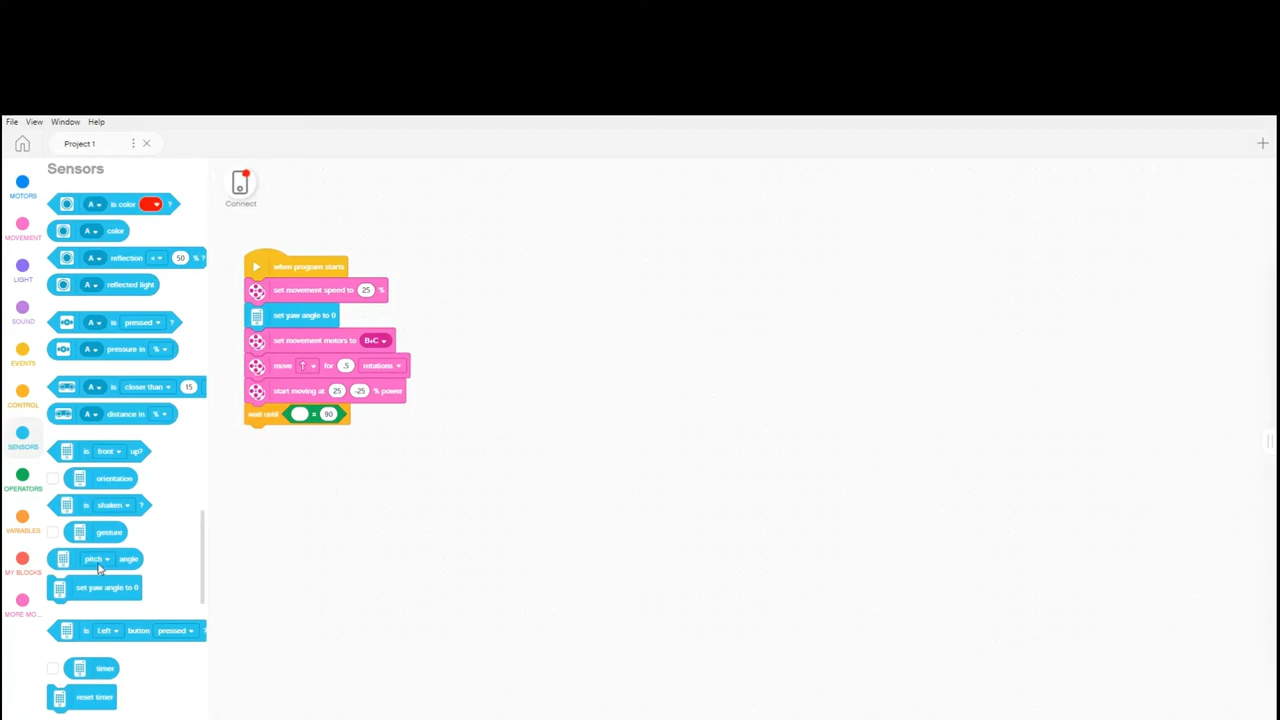 File View Window Help
Project 1
Sensors
Connect
MOTORS
MOVEMENT
LIGHT
SOUND
EVENTS
CONTROL
SENSORS
OPERATORS
VARIABLES
MY BLOCKS
MORE MO...
A is color ?
A color
A reflection < 50 % ?
A reflected light
A is pressed ?
A pressure in %
A is closer than 15
A distance in %
is front up?
orientation
is shaken ?
gesture
pitch angle
set yaw angle to 0
is Left button pressed ?
timer
reset timer
when program starts
set movement speed to 25 %
set yaw angle to 0
set movement motors to B+C
move ↑ for .5 rotations
start moving at 25 -25 % power
wait until = 90